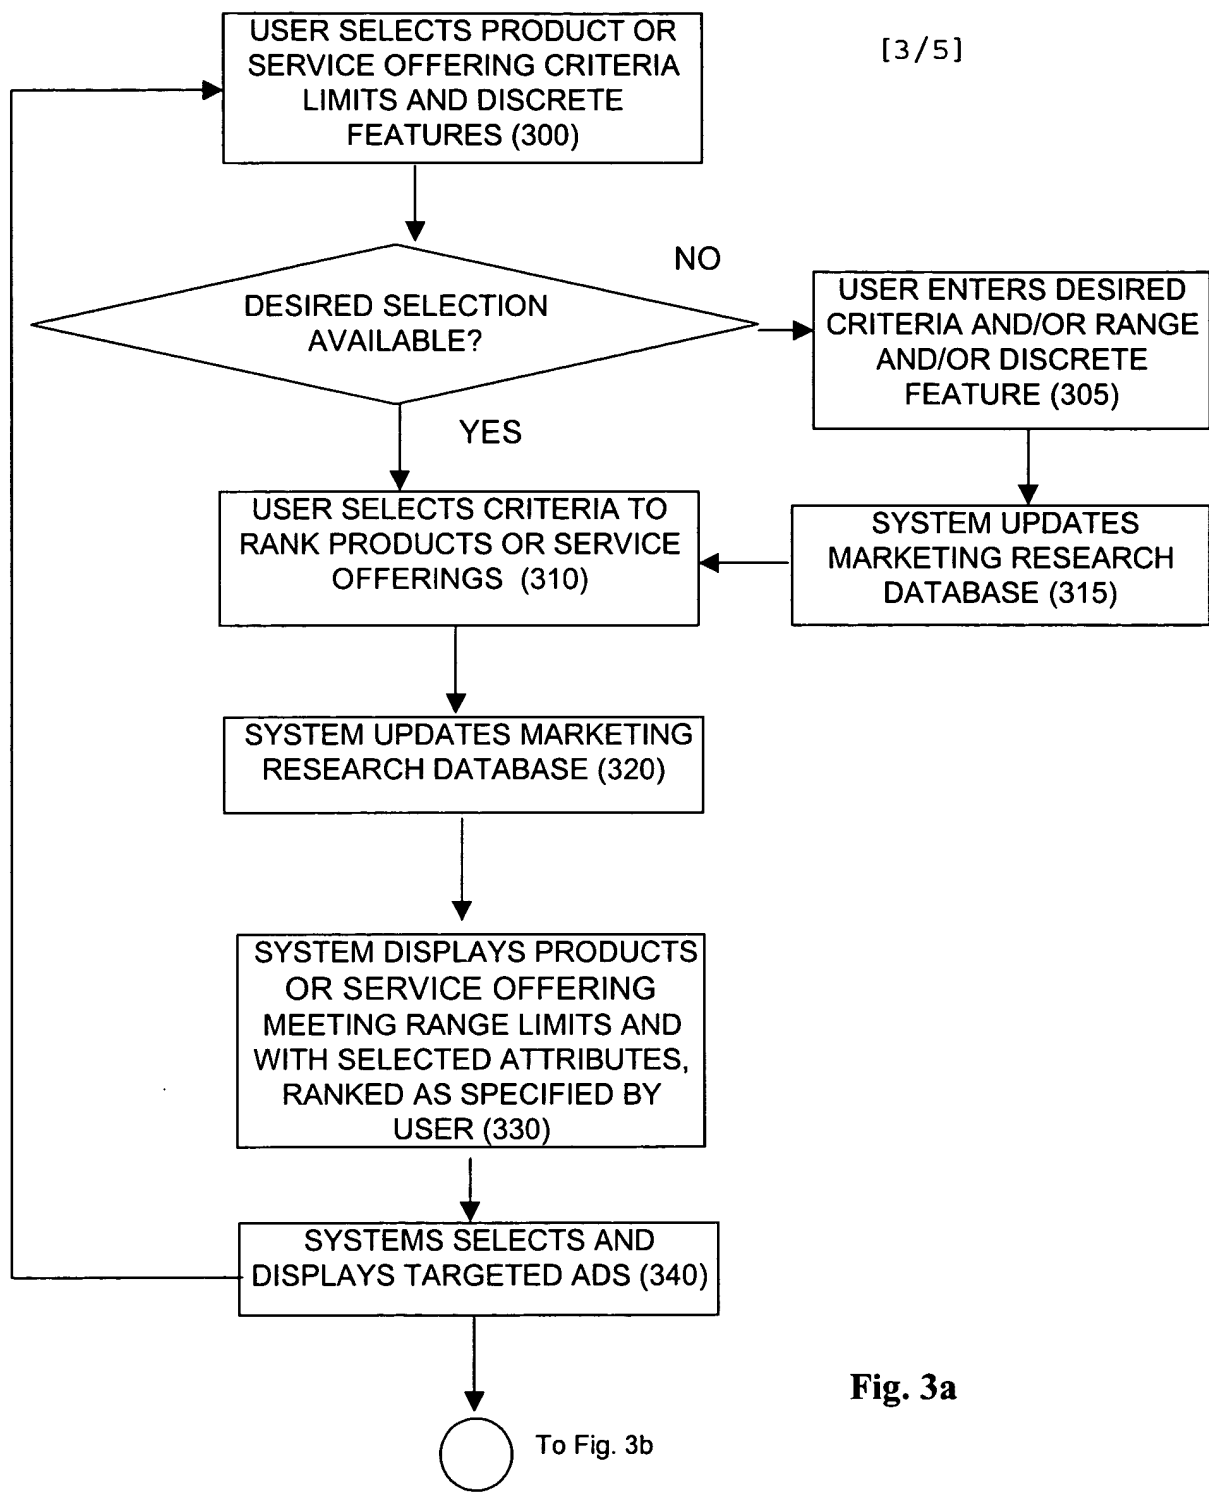 USER SELECTS PRODUCT OR
SERVICE OFFERING CRITERIA
LIMITS AND DISCRETE
FEATURES (300)
[3/5]
DESIRED SELECTION
AVAILABLE?
NO
USER ENTERS DESIRED
CRITERIA AND/OR RANGE
AND/OR DISCRETE
FEATURE (305)
YES
USER SELECTS CRITERIA TO
RANK PRODUCTS OR SERVICE
OFFERINGS (310)
SYSTEM UPDATES
MARKETING RESEARCH
DATABASE (315)
SYSTEM UPDATES MARKETING
RESEARCH DATABASE (320)
SYSTEM DISPLAYS PRODUCTS
OR SERVICE OFFERING
MEETING RANGE LIMITS AND
WITH SELECTED ATTRIBUTES,
RANKED AS SPECIFIED BY
USER (330)
SYSTEMS SELECTS AND
DISPLAYS TARGETED ADS (340)
Fig. 3a
To Fig. 3b